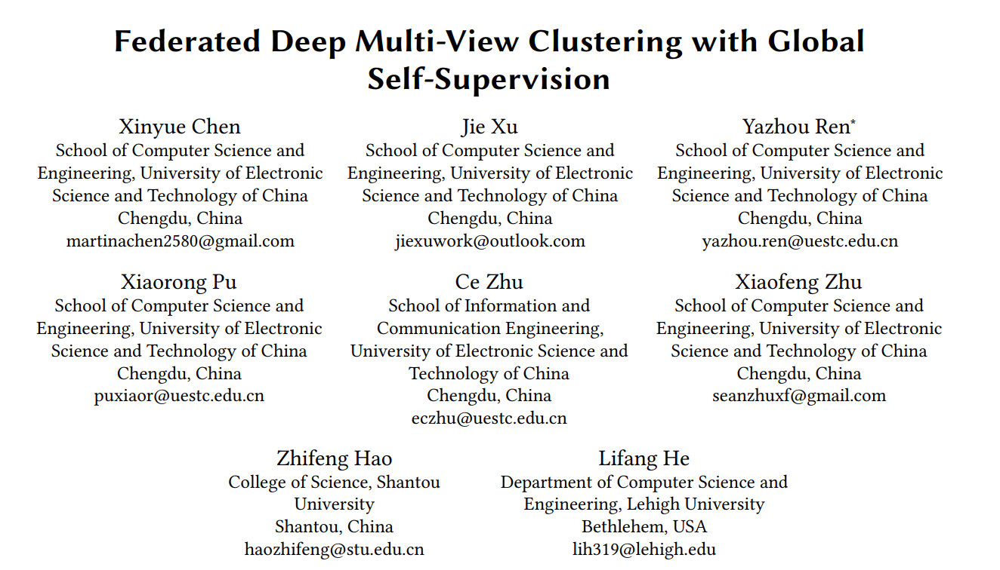 Federated Deep Multi-View Clustering with Global
Self-Supervision
Xinyue Chen
School of Computer Science and
Engineering, University of Electronic
Science and Technology of China
Chengdu, China
martinachen2580@gmail.com
Jie Xu
School of Computer Science and
Engineering, University of Electronic
Science and Technology of China
Chengdu, China
jiexuwork@outlook.com
Yazhou Ren*
School of Computer Science and
Engineering, University of Electronic
Science and Technology of China
Chengdu, China
yazhou.ren@uestc.edu.cn
Xiaorong Pu
School of Computer Science and
Engineering, University of Electronic
Science and Technology of China
Chengdu, China
puxiaor@uestc.edu.cn
Ce Zhu
School of Information and
Communication Engineering,
University of Electronic Science and
Technology of China
Chengdu, China
eczhu@uestc.edu.cn
Xiaofeng Zhu
School of Computer Science and
Engineering, University of Electronic
Science and Technology of China
Chengdu, China
seanzhuxf@gmail.com
Zhifeng Hao
College of Science, Shantou
University
Shantou, China
haozhifeng@stu.edu.cn
Lifang He
Department of Computer Science and
Engineering, Lehigh University
Bethlehem, USA
lih319@lehigh.edu